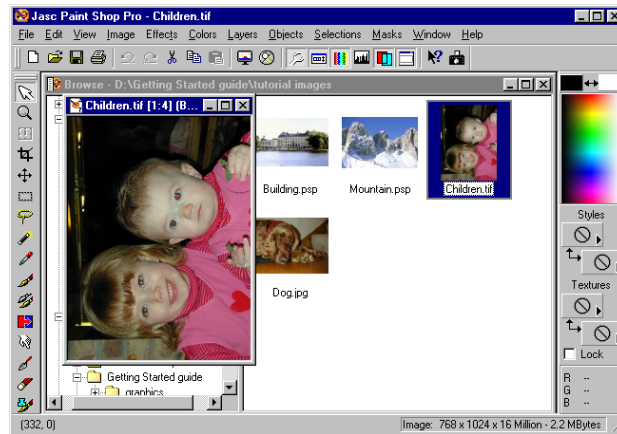 Jasc Paint Shop Pro - Children.tif
File Edit View Image Effects Colors Layers Objects Selections Masks Window Help
Browse - D:\Getting Started guide\tutorial images
Children.tif [1:4] (B...
Building.psp
Mountain.psp
Children.tif
Dog.jpg
Styles
Textures
Lock
R --
G --
B --
Getting Started guide
graphics
(332, 0)
Image: 768 x 1024 x 16 Million - 2.2 MBytes